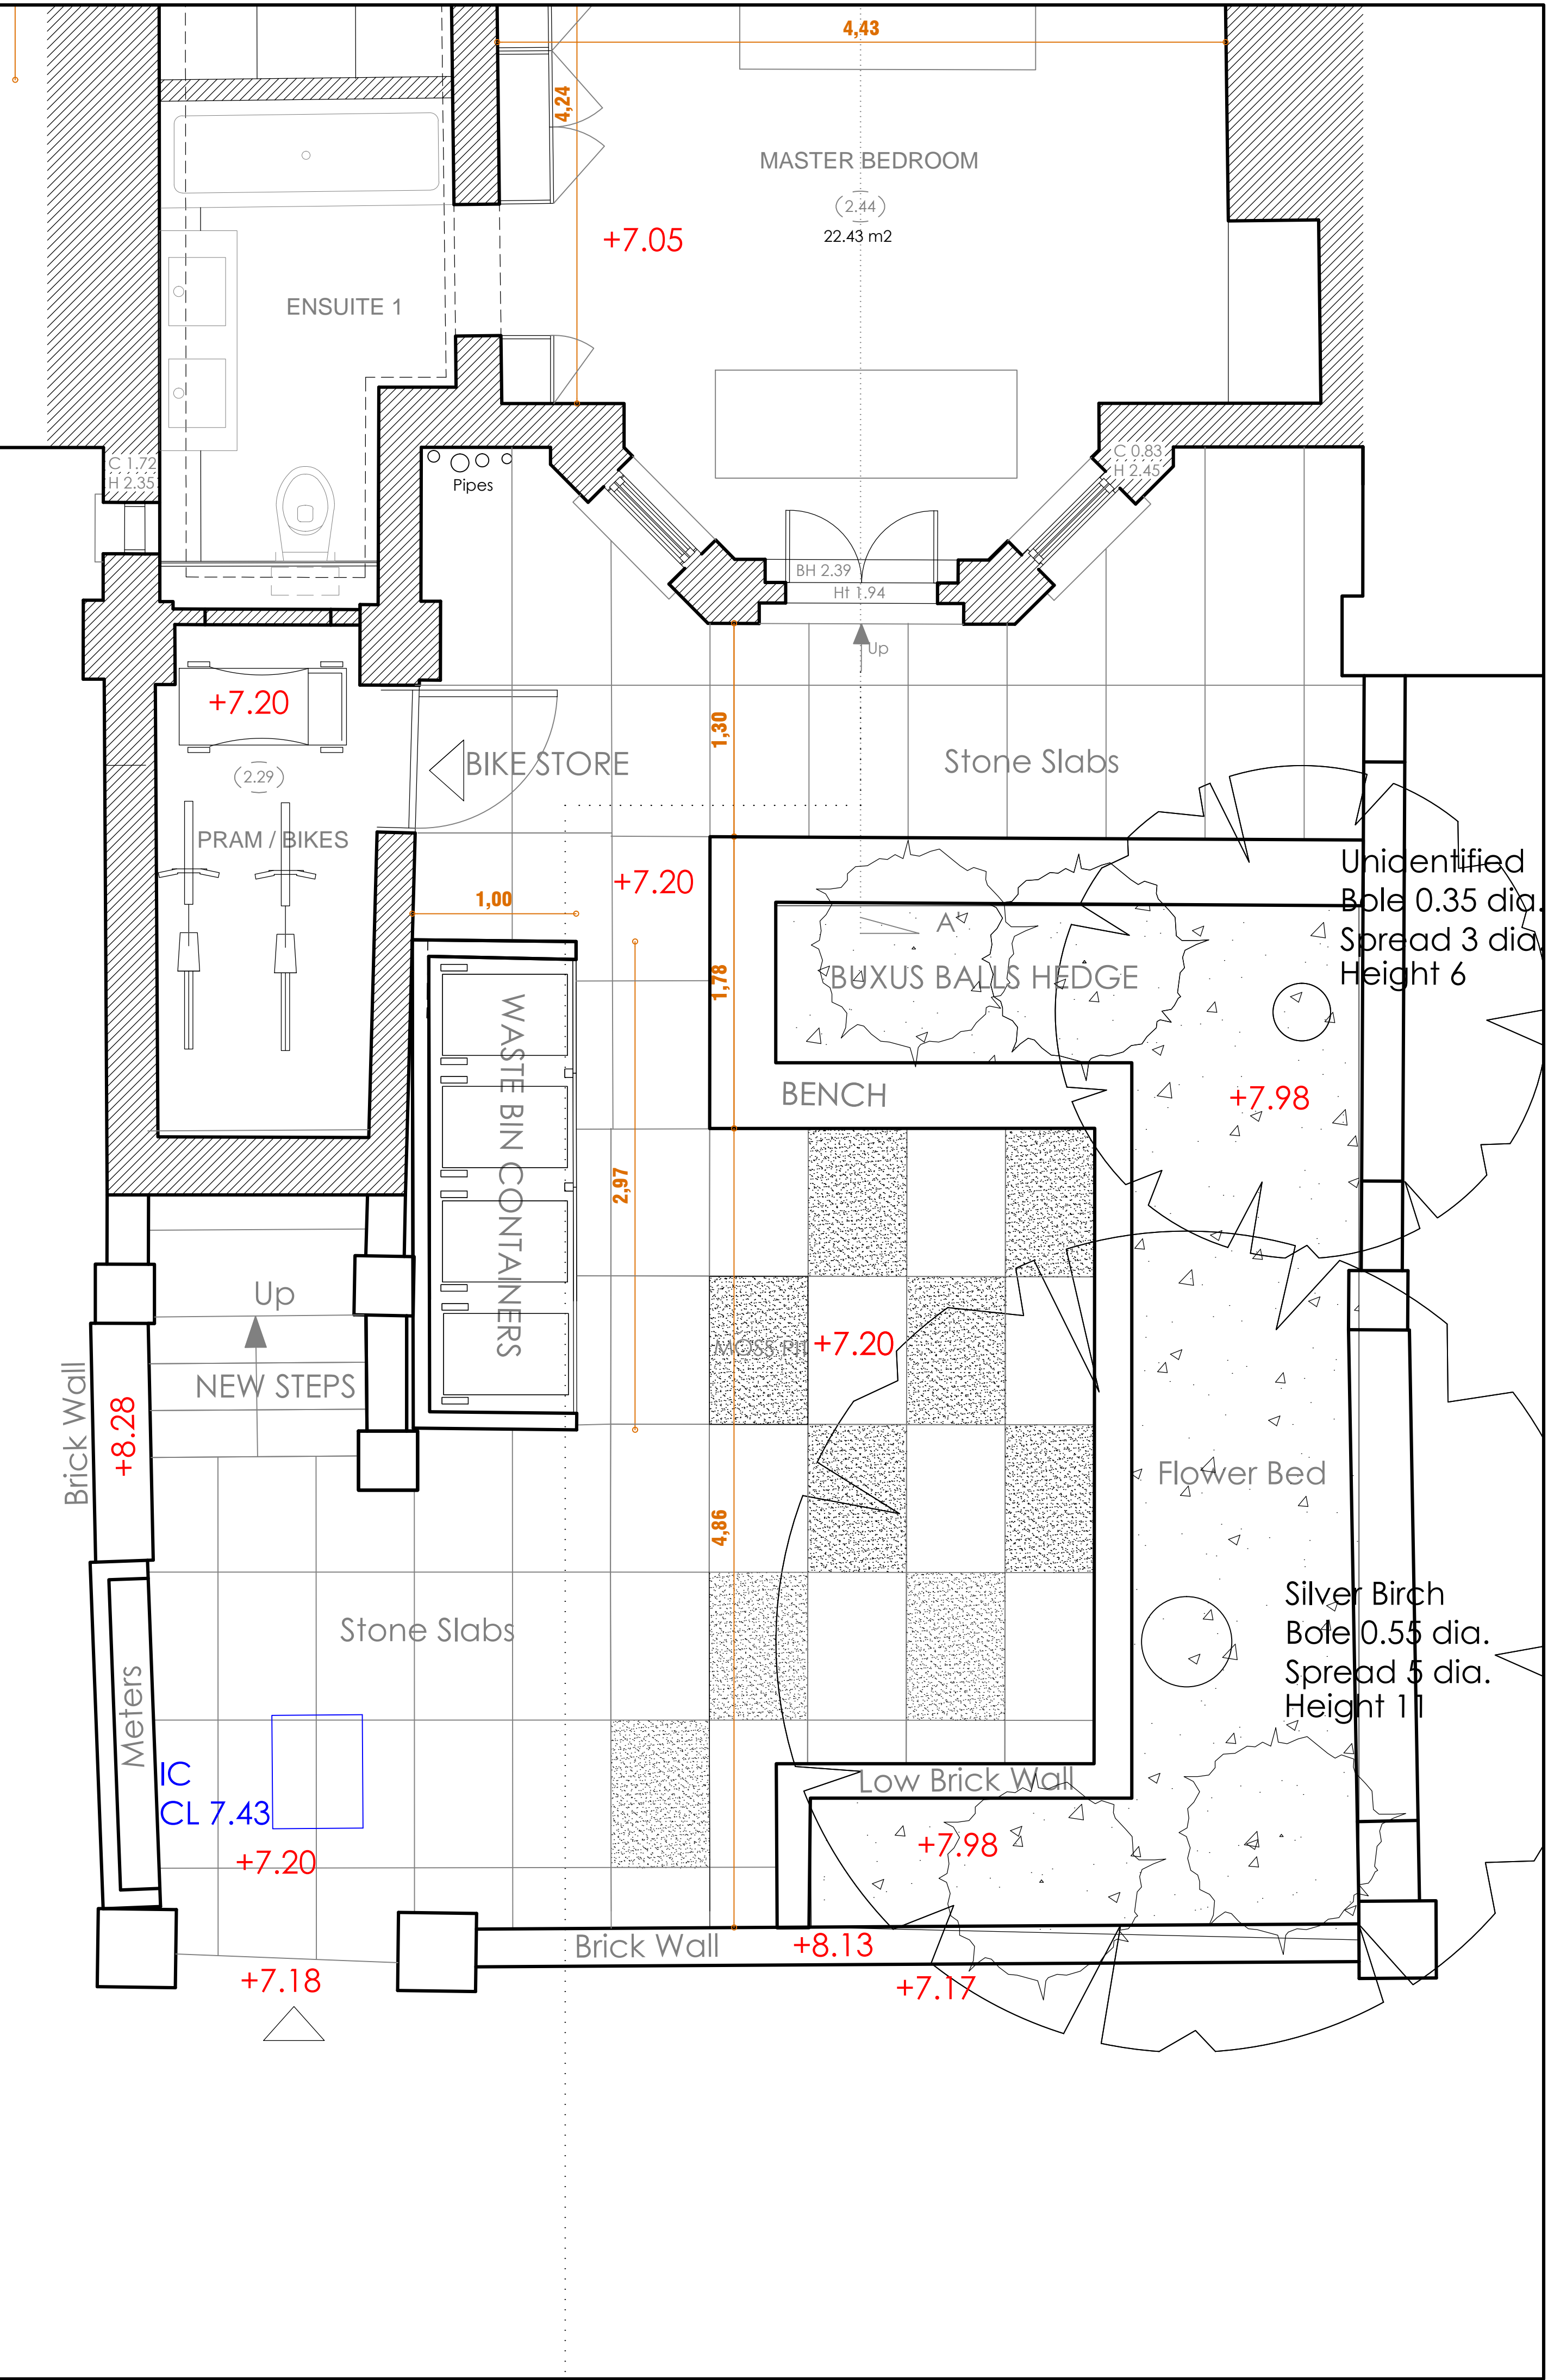 4,43
4,24
MASTER BEDROOM
(2.44)
22.43 m2
+7.05
ENSUITE 1
C 1.72
H 2.35
Pipes
C 0.83
H 2.45
BH 2.39
Ht 1.94
Up
+7.20
1,30
BIKE STORE
Stone Slabs
(2.29)
PRAM / BIKES
Unidentified
Bole 0.35 dia.
Spread 3 dia.
Height 6
+7.20
1,00
A'
BUXUS BALLS HEDGE
1,78
WASTE BIN CONTAINERS
BENCH
+7.98
2,97
Up
MOSS PIT
+7.20
NEW STEPS
Brick Wall
+8.28
Flower Bed
4,86
Stone Slabs
Silver Birch
Bole 0.55 dia.
Spread 5 dia.
Height 11
Meters
IC
CL 7.43
Low Brick Wall
+7.20
+7.98
Brick Wall
+8.13
+7.18
+7.17